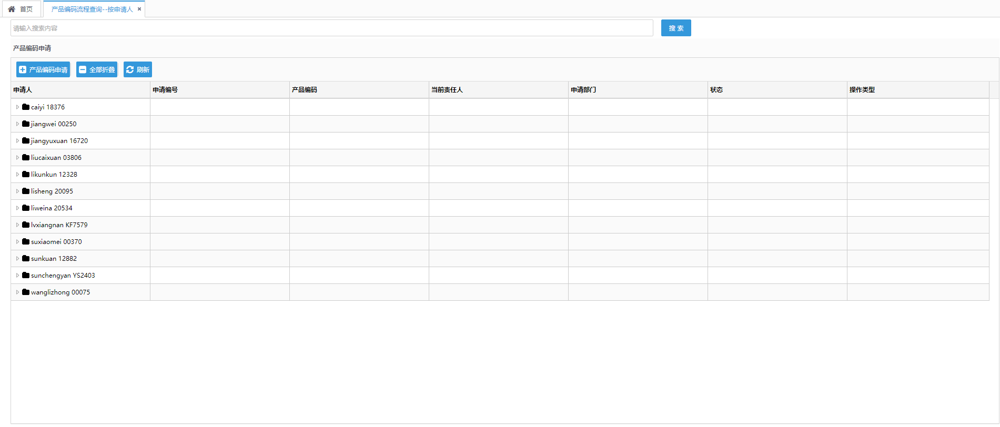 首页 产品编码流程查询--按申请人
请输入搜索内容 搜 索
产品编码申请
产品编码申请 全部折叠 刷新
申请人 申请编号 产品编码 当前责任人 申请部门 状态 操作类型
caiyi 18376
jiangwei 00250
jiangyuxuan 16720
liucaixuan 03806
likunkun 12328
lisheng 20095
liweina 20534
lvxiangnan KF7579
suxiaomei 00370
sunkuan 12882
sunchengyan YS2403
wanglizhong 00075